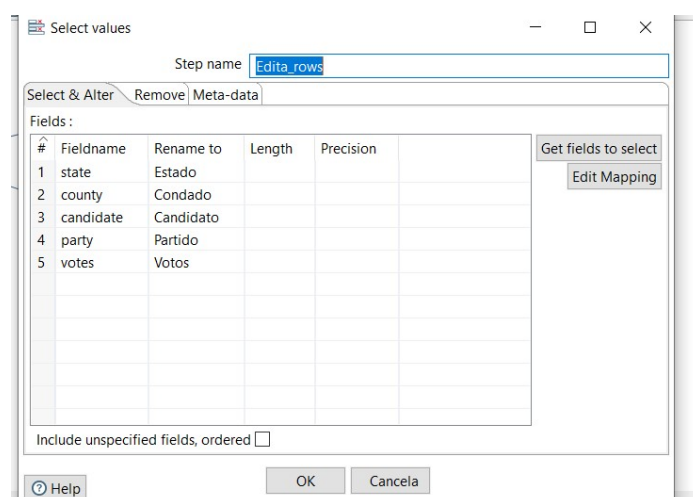 Select values
Step name Edita_rows
Select & Alter Remove Meta-data
Fields :
# Fieldname Rename to Length Precision
1 state Estado
2 county Condado
3 candidate Candidato
4 party Partido
5 votes Votos
Get fields to select
Edit Mapping
Include unspecified fields, ordered
Help OK Cancela